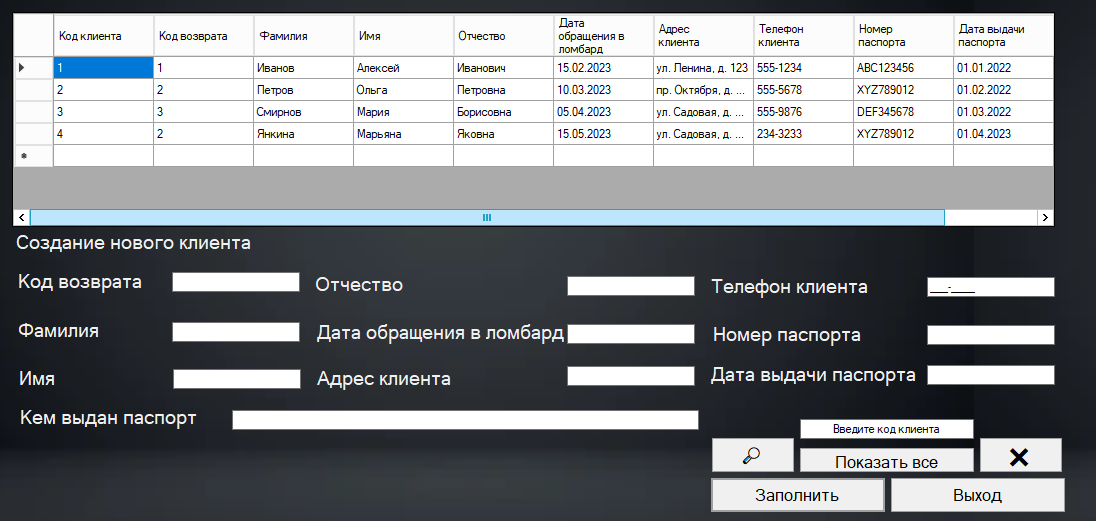 Код клиента Код возврата Фамилия Имя Отчество Дата обращения в ломбард Адрес клиента Телефон клиента Номер паспорта Дата выдачи паспорта
1 1 Иванов Алексей Иванович 15.02.2023 ул. Ленина, д. 123 555-1234 ABC123456 01.01.2022
2 2 Петров Ольга Петровна 10.03.2023 пр. Октября, д. ... 555-5678 XYZ789012 01.02.2022
3 3 Смирнов Мария Борисовна 05.04.2023 ул. Садовая, д. ... 555-9876 DEF345678 01.03.2022
4 2 Янкина Марьяна Яковна 15.05.2023 ул. Садовая, д. ... 234-3233 XYZ789012 01.04.2023
Создание нового клиента
Код возврата Отчество Телефон клиента ___-____
Фамилия Дата обращения в ломбард Номер паспорта
Имя Адрес клиента Дата выдачи паспорта
Кем выдан паспорт
Введите код клиента
Показать все
Заполнить Выход